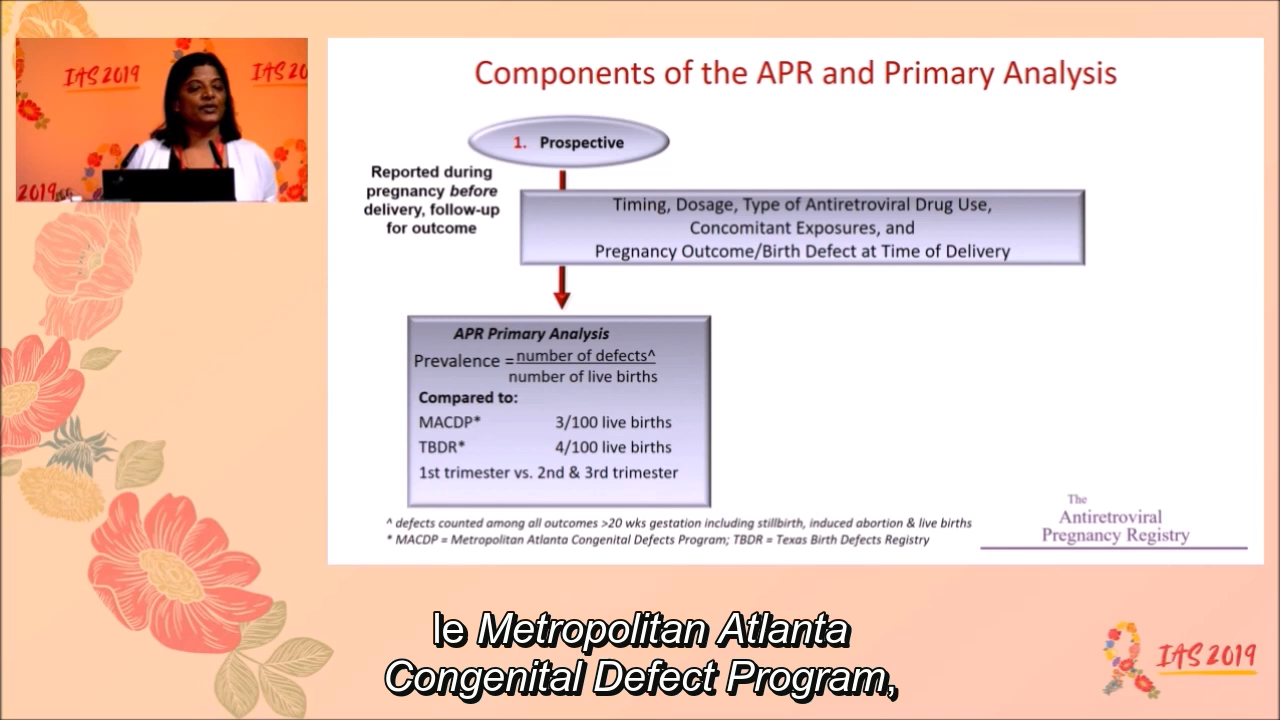 IAS 2019
IAS 20
2019
Components of the APR and Primary Analysis
1. Prospective
Reported during
pregnancy before
delivery, follow-up
for outcome
Timing, Dosage, Type of Antiretroviral Drug Use,
Concomitant Exposures, and
Pregnancy Outcome/Birth Defect at Time of Delivery
APR Primary Analysis
Prevalence = number of defects^
number of live births
Compared to:
MACDP* 3/100 live births
TBDR* 4/100 live births
1st trimester vs. 2nd & 3rd trimester
^ defects counted among all outcomes >20 wks gestation including stillbirth, induced abortion & live births
* MACDP = Metropolitan Atlanta Congenital Defects Program; TBDR = Texas Birth Defects Registry
The
Antiretroviral
Pregnancy Registry
le Metropolitan Atlanta
Congenital Defect Program,
IAS 2019